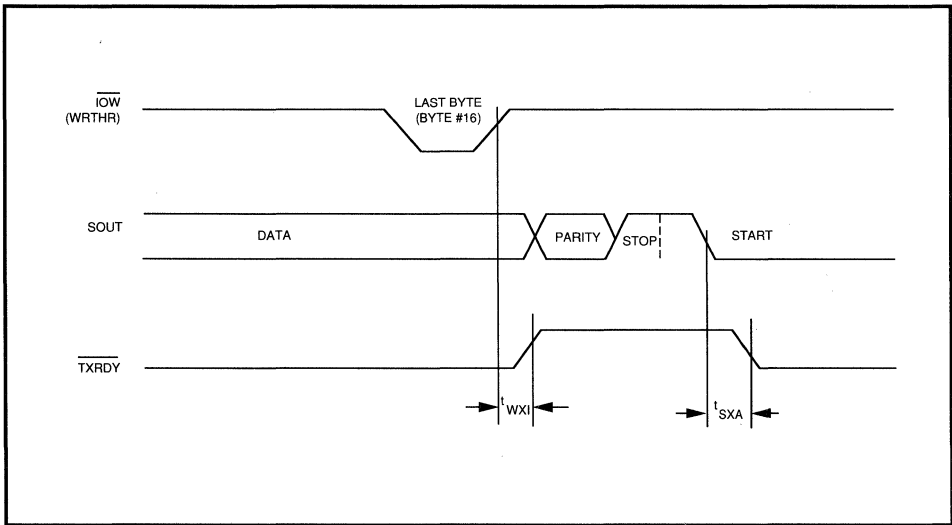 IOW
(WRTHR)
LAST BYTE
(BYTE #16)
SOUT
DATA
PARITY
STOP
START
TXRDY
tWXI
tSXA